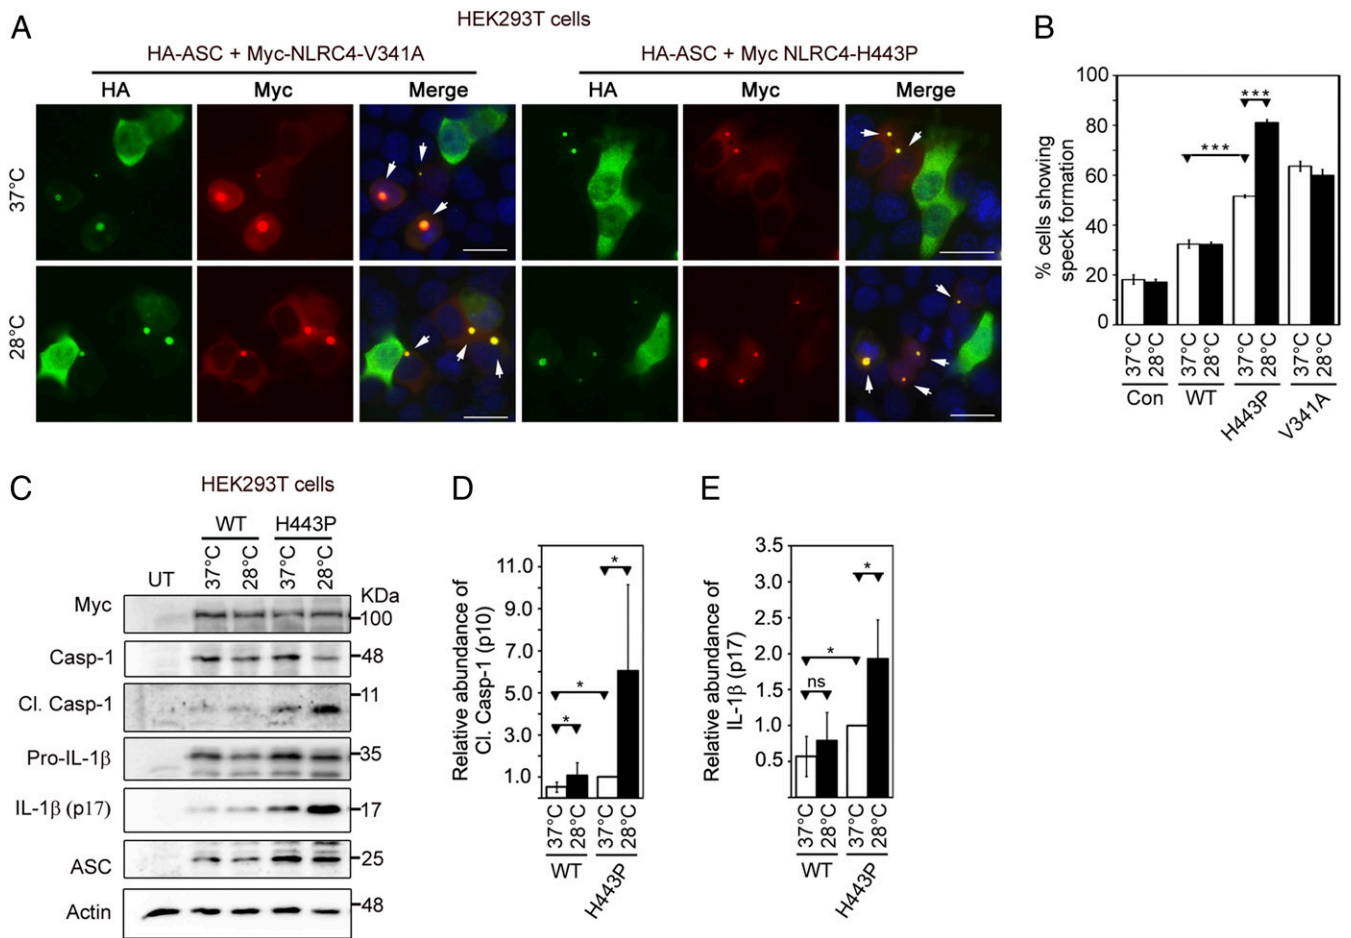 A
HEK293T cells
HA-ASC + Myc-NLRC4-V341A
HA-ASC + Myc NLRC4-H443P
HA Myc Merge HA Myc Merge
37°C
28°C
B
% cells showing
speck formation
100
80
60
40
20
0
***
***
37°C 28°C 37°C 28°C 37°C 28°C 37°C 28°C
Con WT H443P V341A
C
HEK293T cells
WT H443P
UT 37°C 28°C 37°C 28°C
KDa
Myc 100
Casp-1 48
Cl. Casp-1 11
Pro-IL-1β 35
IL-1β (p17) 17
ASC 25
Actin 48
D
Relative abundance of
Cl. Casp-1 (p10)
11.0
9.0
7.0
5.0
3.0
1.0
*
*
*
37°C 28°C 37°C 28°C
WT H443P
E
Relative abundance of
IL-1β (p17)
3.5
3.0
2.5
2.0
1.5
1.0
0.5
*
*
ns
37°C 28°C 37°C 28°C
WT H443P